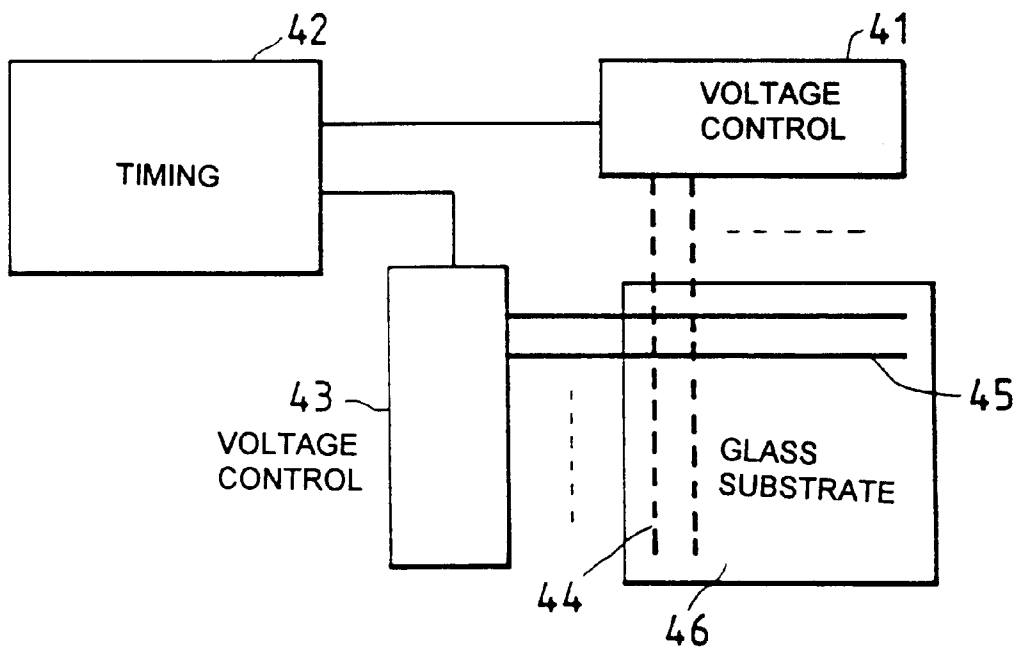 42
41
VOLTAGE
CONTROL
TIMING
43
VOLTAGE
CONTROL
45
GLASS
SUBSTRATE
44
46